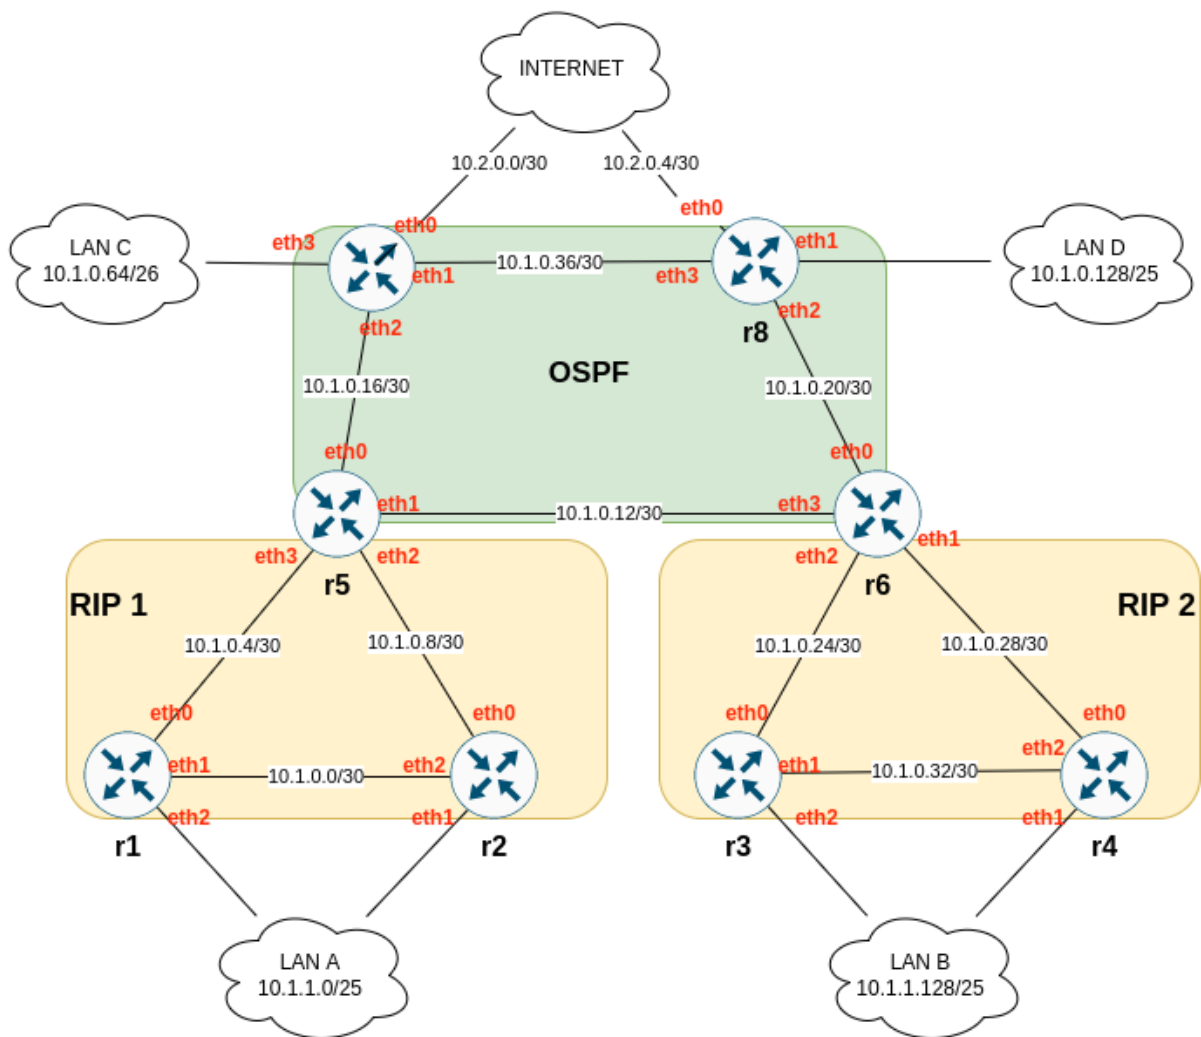 INTERNET
10.2.0.0/30
10.2.0.4/30
eth0
eth0
LAN C
10.1.0.64/26
eth3
eth1
10.1.0.36/30
eth3
eth1
LAN D
10.1.0.128/25
eth2
eth2
r8
OSPF
10.1.0.16/30
10.1.0.20/30
eth0
eth0
eth1
10.1.0.12/30
eth3
eth3
eth2
r5
eth2
eth1
r6
RIP 1
RIP 2
10.1.0.4/30
10.1.0.8/30
10.1.0.24/30
10.1.0.28/30
eth0
eth0
eth0
eth0
eth1
10.1.0.0/30
eth2
eth1
10.1.0.32/30
eth2
eth2
eth1
eth2
eth1
r1
r2
r3
r4
LAN A
10.1.1.0/25
LAN B
10.1.1.128/25